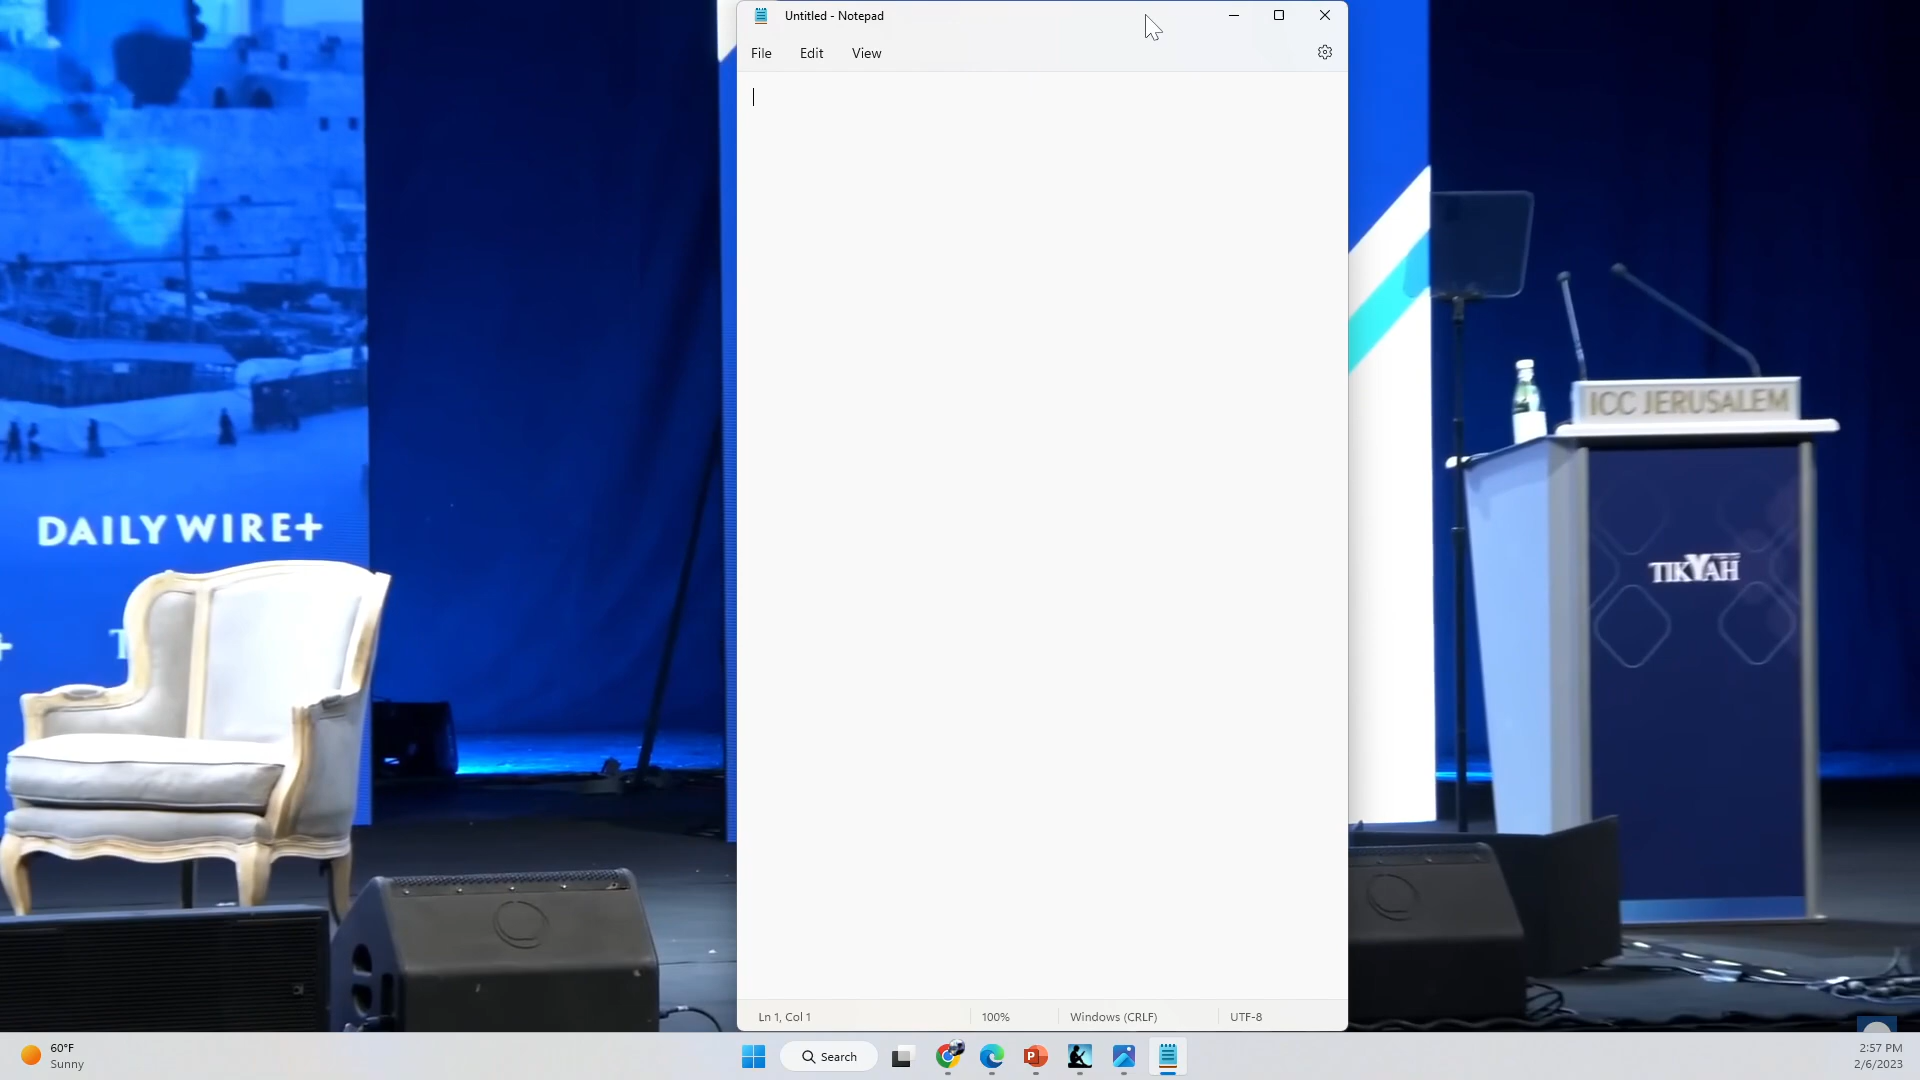 Untitled - Notepad
File Edit View
DAILY WIRE+
ICC JERUSALEM
TIKVAH
Ln 1, Col 1 100% Windows (CRLF) UTF-8
60°F
Sunny
Search
2:57 PM
2/6/2023